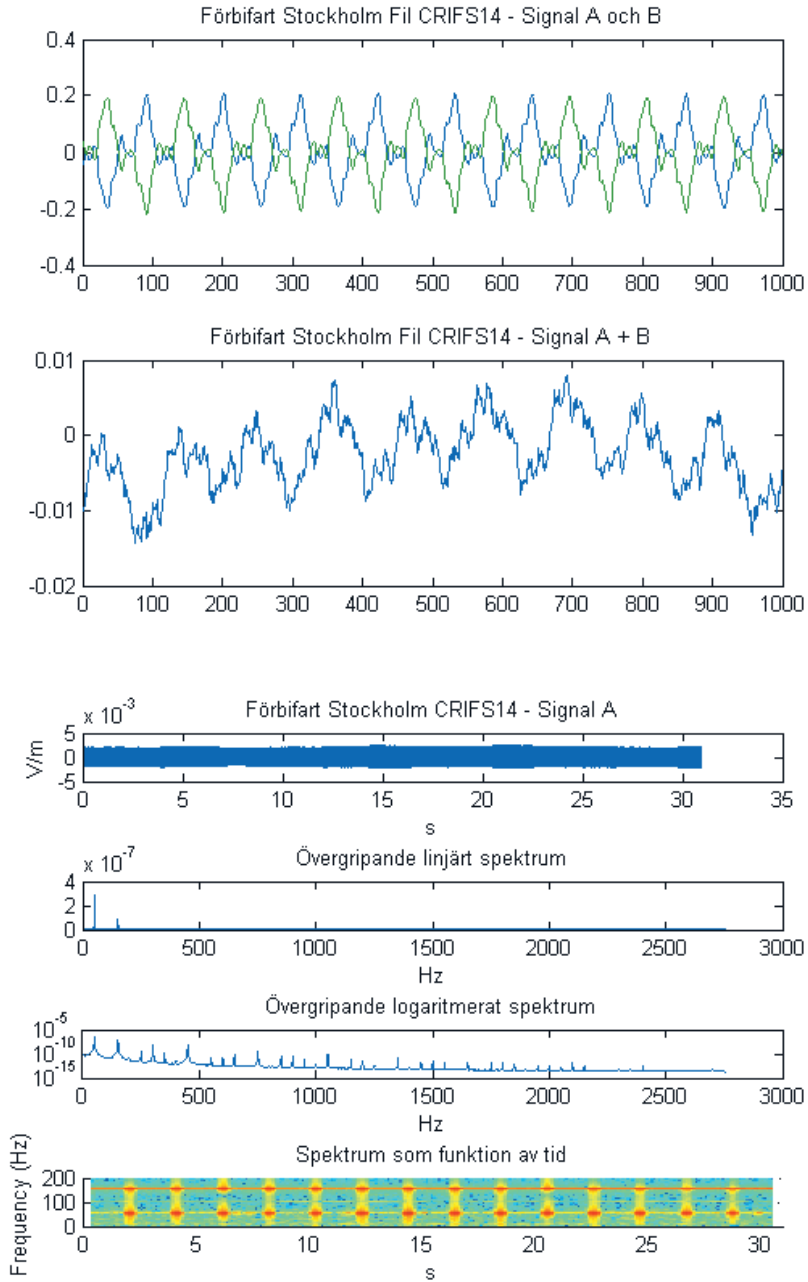 Förbifart Stockholm Fil CRIFS14 - Signal A och B
0.4
0.2
0
-0.2
-0.4
0 100 200 300 400 500 600 700 800 900 1000
Förbifart Stockholm Fil CRIFS14 - Signal A + B
0.01
0
-0.01
-0.02
0 100 200 300 400 500 600 700 800 900 1000
x 10^-3
Förbifart Stockholm CRIFS14 - Signal A
V/m
5
0
-5
0 5 10 15 20 25 30 35
s
x 10^-7
Övergripande linjärt spektrum
4
2
0
0 500 1000 1500 2000 2500 3000
Hz
Övergripande logaritmerat spektrum
10^-5
10^-10
10^-15
0 500 1000 1500 2000 2500 3000
Hz
Spektrum som funktion av tid
Frequency (Hz)
200
100
0
0 5 10 15 20 25 30
s